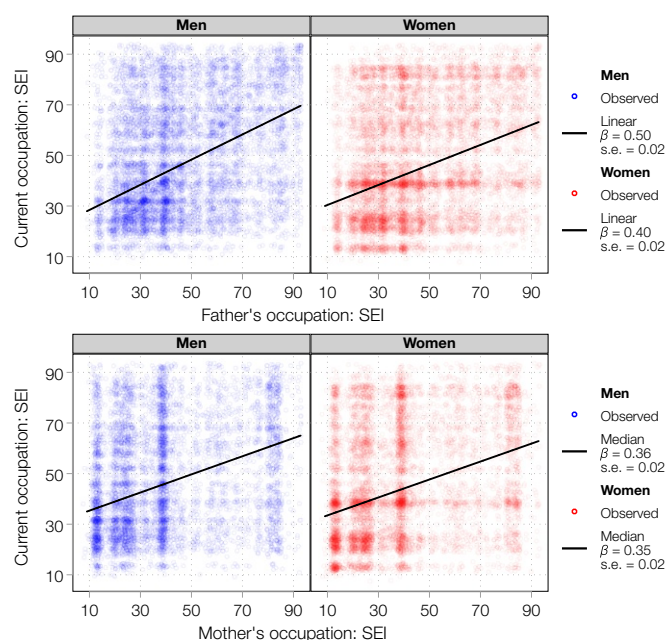 Men
Women
Current occupation: SEI
90
70
50
30
10
10 30 50 70 90
10 30 50 70 90
Father's occupation: SEI
Men
Observed
Linear
β = 0.50
s.e. = 0.02
Women
Observed
Linear
β = 0.40
s.e. = 0.02
Men
Women
Current occupation: SEI
90
70
50
30
10
10 30 50 70 90
10 30 50 70 90
Mother's occupation: SEI
Men
Observed
Median
β = 0.36
s.e. = 0.02
Women
Observed
Median
β = 0.35
s.e. = 0.02